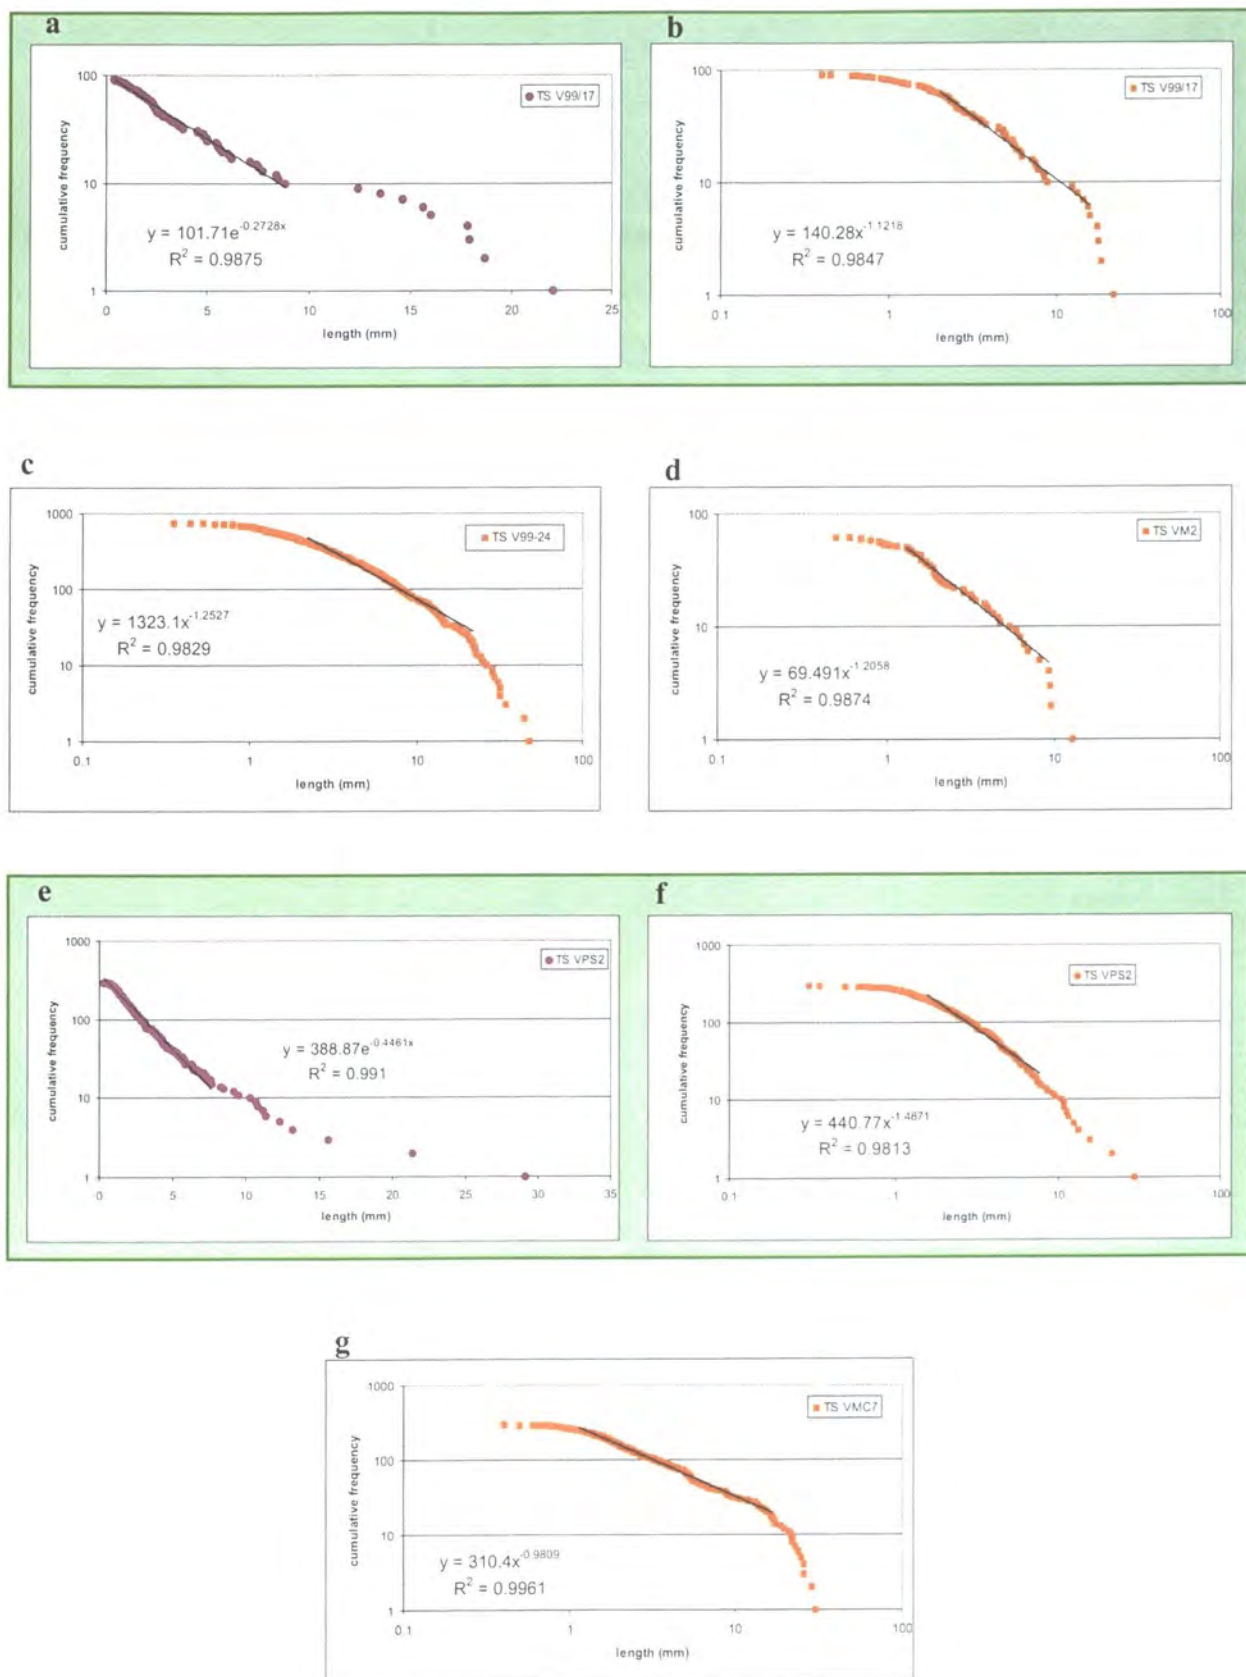 a
100
10
1
0
5
10
15
20
25
cumulative frequency
length (mm)
TS V99/17
y = 101.71e^-0.2728x
R² = 0.9875
b
100
10
1
0.1
1
10
100
cumulative frequency
length (mm)
TS V99/17
y = 140.28x^-1.1218
R² = 0.9847
c
1000
100
10
1
0.1
1
10
100
cumulative frequency
length (mm)
TS V99-24
y = 1323.1x^-1.2527
R² = 0.9829
d
100
10
1
0.1
1
10
100
cumulative frequency
length (mm)
TS VM2
y = 69.491x^-1.2058
R² = 0.9874
e
1000
100
10
1
0
5
10
15
20
25
30
35
cumulative frequency
length (mm)
TS VPS2
y = 388.87e^-0.4461x
R² = 0.991
f
1000
100
10
1
0.1
1
10
100
cumulative frequency
length (mm)
TS VPS2
y = 440.77x^-1.4871
R² = 0.9813
g
1000
100
10
1
0.1
1
10
100
cumulative frequency
length (mm)
TS VMC7
y = 310.4x^-0.9809
R² = 0.9961